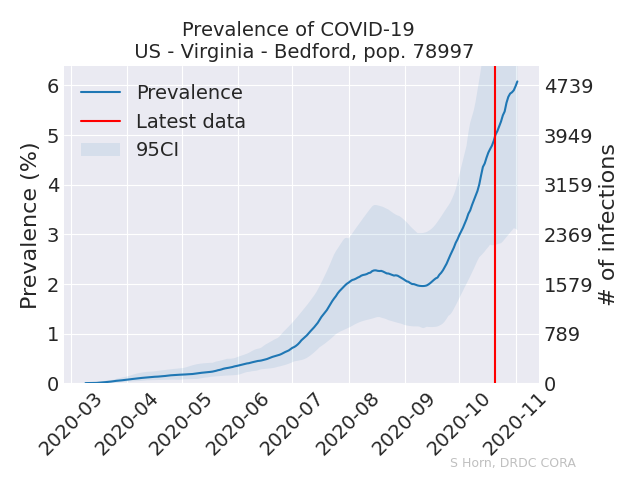 Prevalence of COVID-19
US - Virginia - Bedford, pop. 78997
Prevalence
Latest data
95CI
Prevalence (%)
6
5
4
3
2
1
0
4739
3949
3159
2369
1579
789
0
# of infections
2020-03
2020-04
2020-05
2020-06
2020-07
2020-08
2020-09
2020-10
2020-11
S Horn, DRDC CORA